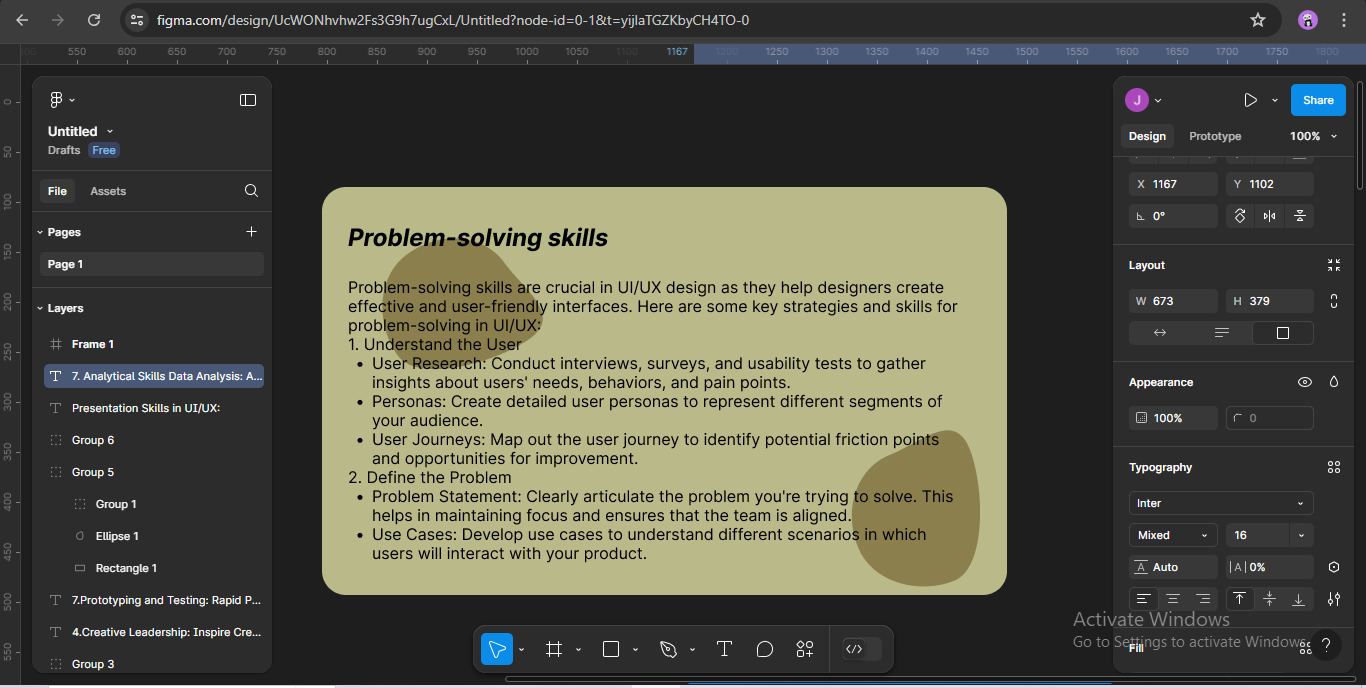 figma.com/design/UcWONhvhw2Fs3G9h7ugCxL/Untitled?node-id=0-1&t=yijlaTGZKbyCH4TO-0
550 600 650 700 750 800 850 900 950 1000 1050 1100 1167 1200 1250 1300 1350 1400 1450 1500 1550 1600 1650 1700 1750 1800
0
50
100
150
200
250
300
350
400
450
500
550
Untitled
Drafts Free
File Assets
Pages
Page 1
Layers
Frame 1
7. Analytical Skills Data Analysis: A...
Presentation Skills in UI/UX:
Group 6
Group 5
Group 1
Ellipse 1
Rectangle 1
7.Prototyping and Testing: Rapid P...
4.Creative Leadership: Inspire Cre...
Group 3
Problem-solving skills
Problem-solving skills are crucial in UI/UX design as they help designers create
effective and user-friendly interfaces. Here are some key strategies and skills for
problem-solving in UI/UX:
1. Understand the User
• User Research: Conduct interviews, surveys, and usability tests to gather
insights about users' needs, behaviors, and pain points.
• Personas: Create detailed user personas to represent different segments of
your audience.
• User Journeys: Map out the user journey to identify potential friction points
and opportunities for improvement.
2. Define the Problem
• Problem Statement: Clearly articulate the problem you're trying to solve. This
helps in maintaining focus and ensures that the team is aligned.
• Use Cases: Develop use cases to understand different scenarios in which
users will interact with your product.
J
Share
Design Prototype 100%
X 1167 Y 1102
0°
Layout
W 673 H 379
Appearance
100% 0
Typography
Inter
Mixed 16
A Auto |A| 0%
Fill
?
Activate Windows
Go to Settings to activate Windows.